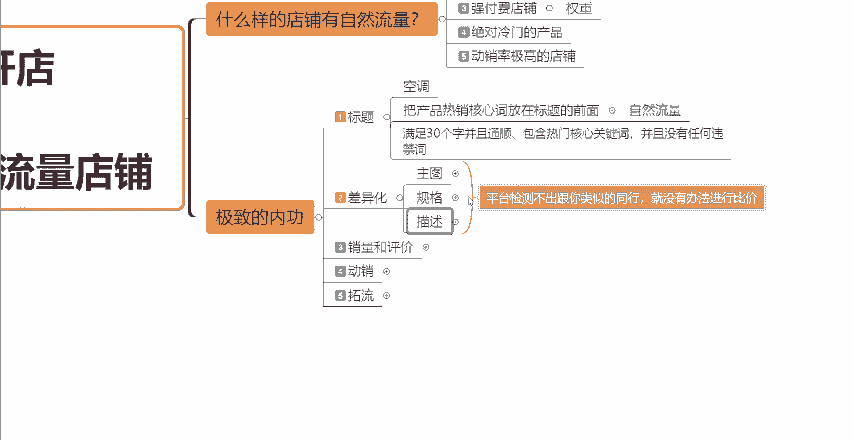 什么样的店铺有自然流量？
3 强付费店铺
权重
4 绝对冷门的产品
5 动销率极高的店铺
开店
流量店铺
极致的内功
1 标题
空调
把产品热销核心词放在标题的前面
自然流量
满足30个字并且通顺、包含热门核心关键词，并且没有任何违
禁词
2 差异化
主图
规格
描述
平台检测不出跟你类似的同行，就没有办法进行比价
3 销量和评价
4 动销
5 拓流